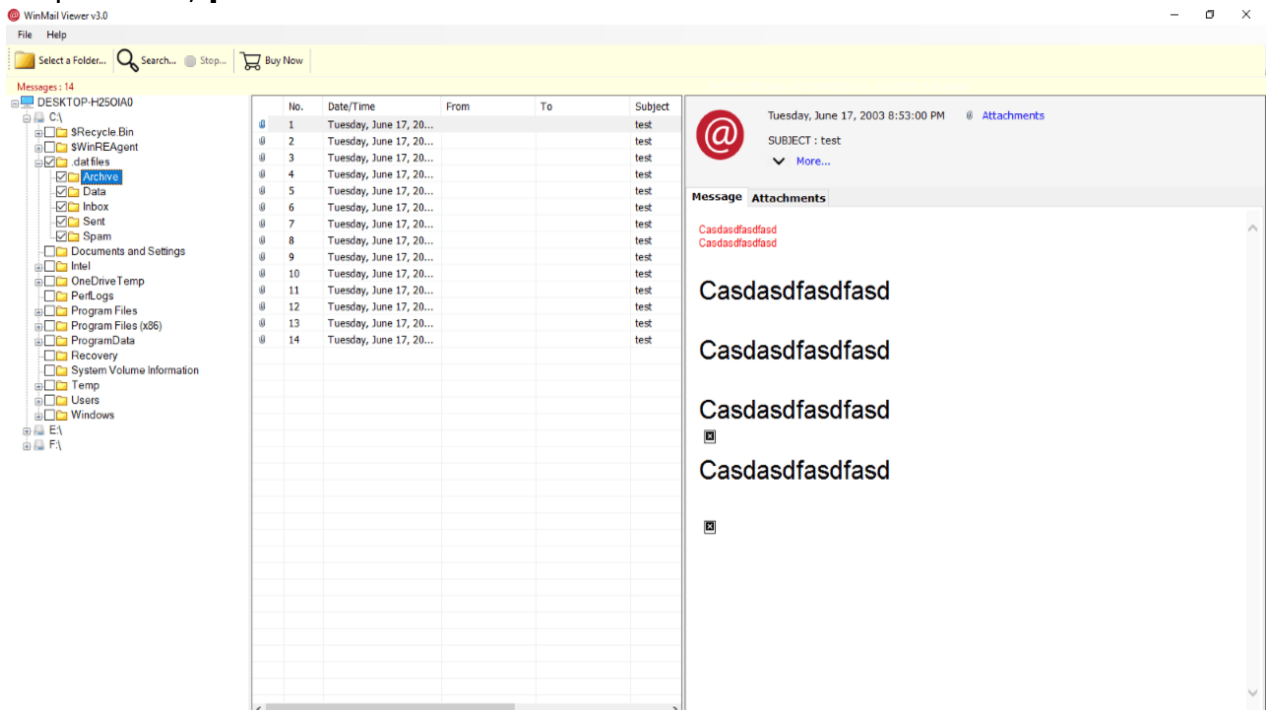 WinMail Viewer v3.0
File Help
Select a Folder... Search... Stop... Buy Now
Messages : 14
DESKTOP-H25OIA0
C:\
$Recycle.Bin
$WinREAgent
.dat files
Archive
Data
Inbox
Sent
Spam
Documents and Settings
Intel
OneDriveTemp
PerfLogs
Program Files
Program Files (x86)
ProgramData
Recovery
System Volume Information
Temp
Users
Windows
E:\
F:\
No. Date/Time From To Subject
1 Tuesday, June 17, 20... test
2 Tuesday, June 17, 20... test
3 Tuesday, June 17, 20... test
4 Tuesday, June 17, 20... test
5 Tuesday, June 17, 20... test
6 Tuesday, June 17, 20... test
7 Tuesday, June 17, 20... test
8 Tuesday, June 17, 20... test
9 Tuesday, June 17, 20... test
10 Tuesday, June 17, 20... test
11 Tuesday, June 17, 20... test
12 Tuesday, June 17, 20... test
13 Tuesday, June 17, 20... test
14 Tuesday, June 17, 20... test
Tuesday, June 17, 2003 8:53:00 PM Attachments
SUBJECT : test
More...
Message Attachments
Casdasdfasdfasd
Casdasdfasdfasd
Casdasdfasdfasd
Casdasdfasdfasd
Casdasdfasdfasd
Casdasdfasdfasd